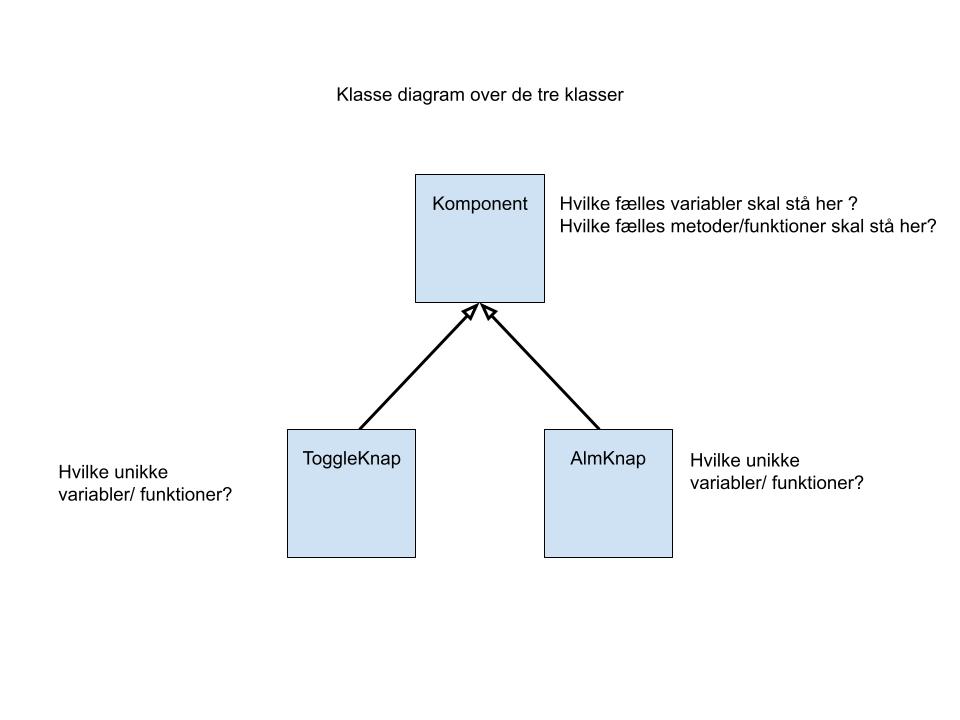 Klasse diagram over de tre klasser
Komponent
Hvilke fælles variabler skal stå her ?
Hvilke fælles metoder/funktioner skal stå her?
ToggleKnap
AlmKnap
Hvilke unikke
variabler/ funktioner?
Hvilke unikke
variabler/ funktioner?